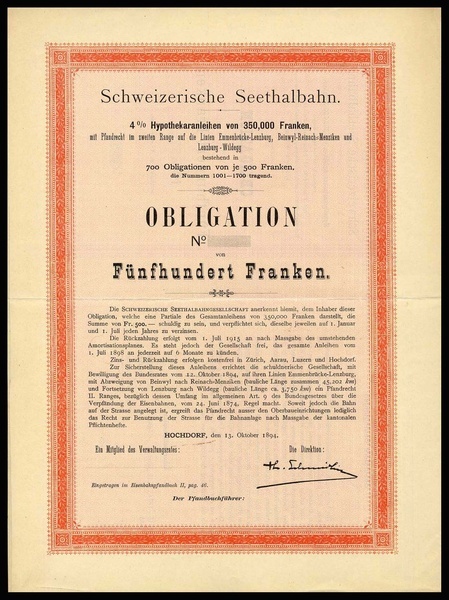 Schweizerische Seethalbahn.
4% Hypothekaranleihen von 350,000 Franken,
mit Pfandrecht im zweiten Range auf die Linien Emmenbrücke-Lenzburg, Beinwyl-Reinach-Menziken und
Lenzburg-Wildegg
bestehend in
700 Obligationen von je 500 Franken,
die Nummern 1001—1700 tragend.
OBLIGATION
No
von
Fünfhundert Franken.
Die SCHWEIZERISCHE SEETHALBAHNGESELLSCHAFT anerkennt hiemit, dem Inhaber dieser
Obligation, welche eine Partiale des Gesamtanleihens von 350,000 Franken darstellt, die
Summe von Fr. 500.— schuldig zu sein, und verpflichtet sich, dieselbe jeweilen auf 1. Januar
und 1. Juli jeden Jahres zu verzinsen.
Die Rückzahlung erfolgt vom 1. Juli 1915 an nach Massgabe des umstehenden
Amortisationsplanes. Es steht jedoch der Gesellschaft frei, das gesamte Anleihen vom
1. Juli 1898 an jederzeit auf 6 Monate zu künden.
Zins- und Rückzahlung erfolgen kostenfrei in Zürich, Aarau, Luzern und Hochdorf.
Zur Sicherstellung dieses Anleihens errichtet die schuldnerische Gesellschaft, mit
Bewilligung des Bundesrates vom 12. Oktober 1894, auf ihren Linien Emmenbrücke-Lenzburg,
mit Abzweigung von Beinwyl nach Reinach-Menziken (bauliche Länge zusammen 45,202 km)
und Fortsetzung von Lenzburg nach Wildegg (bauliche Länge ca. 3,750 km) ein Pfandrecht
II. Ranges, bezüglich dessen Umfang im allgemeinen Art. 9 des Bundesgesetzes über die
Verpfändung der Eisenbahnen, vom 24. Juni 1874, Regel macht. Soweit jedoch die Bahn
auf der Strasse angelegt ist, ergreift das Pfandrecht ausser den Oberbaueinrichtungen lediglich
das Recht zur Benutzung der Strasse für die Bahnanlage nach Massgabe der kantonalen
Pflichtenhefte.
HOCHDORF, den 13. Oktober 1894.
Ein Mitglied des Verwaltungsrates:
Die Direktion:
Eingetragen im Eisenbahnpfandbuch II, pag. 46.
Der Pfandbuchführer: